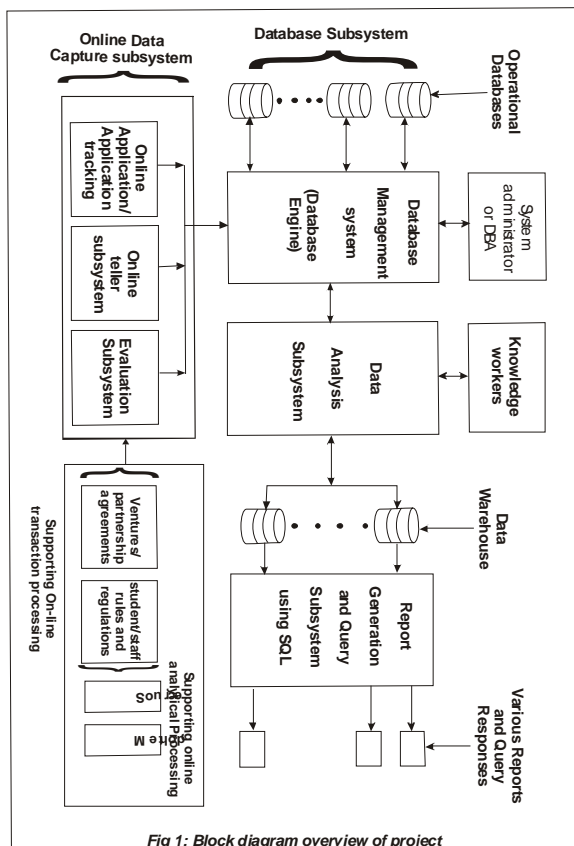 Online Data
Capture subsystem
Database Subsystem
Operational
Databases
Online
Application/
Application
tracking
Online
teller
subsystem
Evaluation
Subsystem
Database
Management
system
(Database
Engine)
System
administrator
or DBA
Data
Analysis
Subsystem
Knowledge
workers
Supporting On-line
transaction processing
Ventures/
partnership
agreements
student/staff
rules and
regulations
Supporting online
analytical Processing
Data
Warehouse
Report
Generation
and Query
Subsystem
using SQL
Various Reports
and Query
Responses
Fig 1: Block diagram overview of project